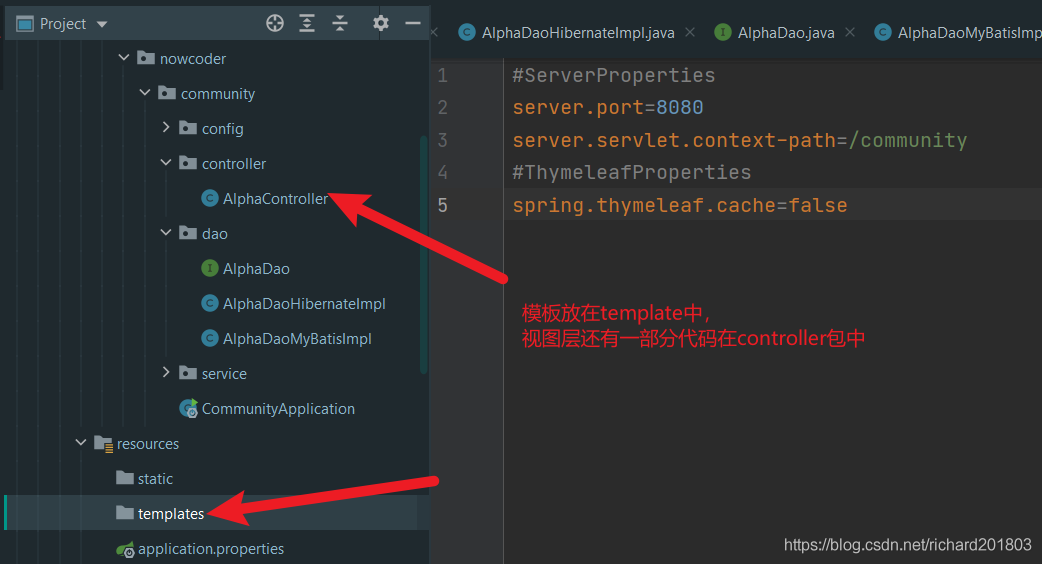 Project
nowcoder
community
config
controller
AlphaController
dao
AlphaDao
AlphaDaoHibernateImpl
AlphaDaoMyBatisImpl
service
CommunityApplication
resources
static
templates
application.properties
AlphaDaoHibernateImpl.java AlphaDao.java AlphaDaoMyBatisImp
1 #ServerProperties
2 server.port=8080
3 server.servlet.context-path=/community
4 #ThymeleafProperties
5 spring.thymeleaf.cache=false
模板放在template中，
视图层还有一部分代码在controller包中
https://blog.csdn.net/richard201803